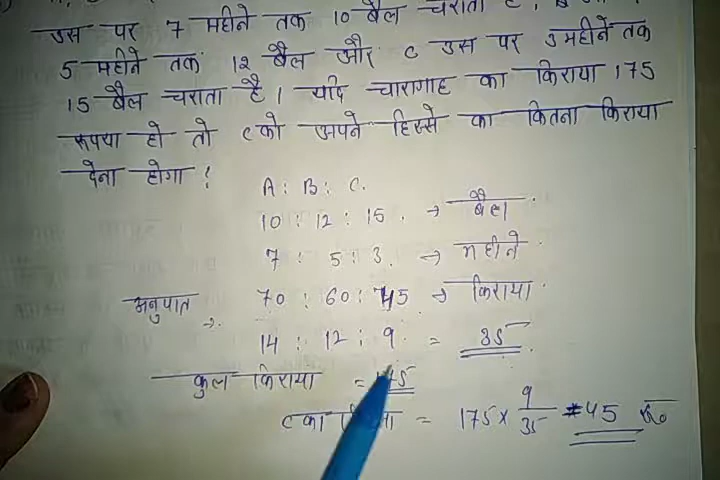 उस पर 7 महीने तक 10 बैल चराता है, B
5 महीने तक 12 बैल और C उस पर 3 महीने तक
15 बैल चराता है। यदि चारागाह का किराया 175
रूपया हो तो C को अपने हिस्से का कितना किराया
देना होगा?
A : B : C.
10 : 12 : 15. → बैल
7 : 5 : 3. → महीने
अनुपात → 70 : 60 : 45 → किराया
14 : 12 : 9 = 35
कुल किराया = 175
C का = 175 × 9/35 = 45 रू०